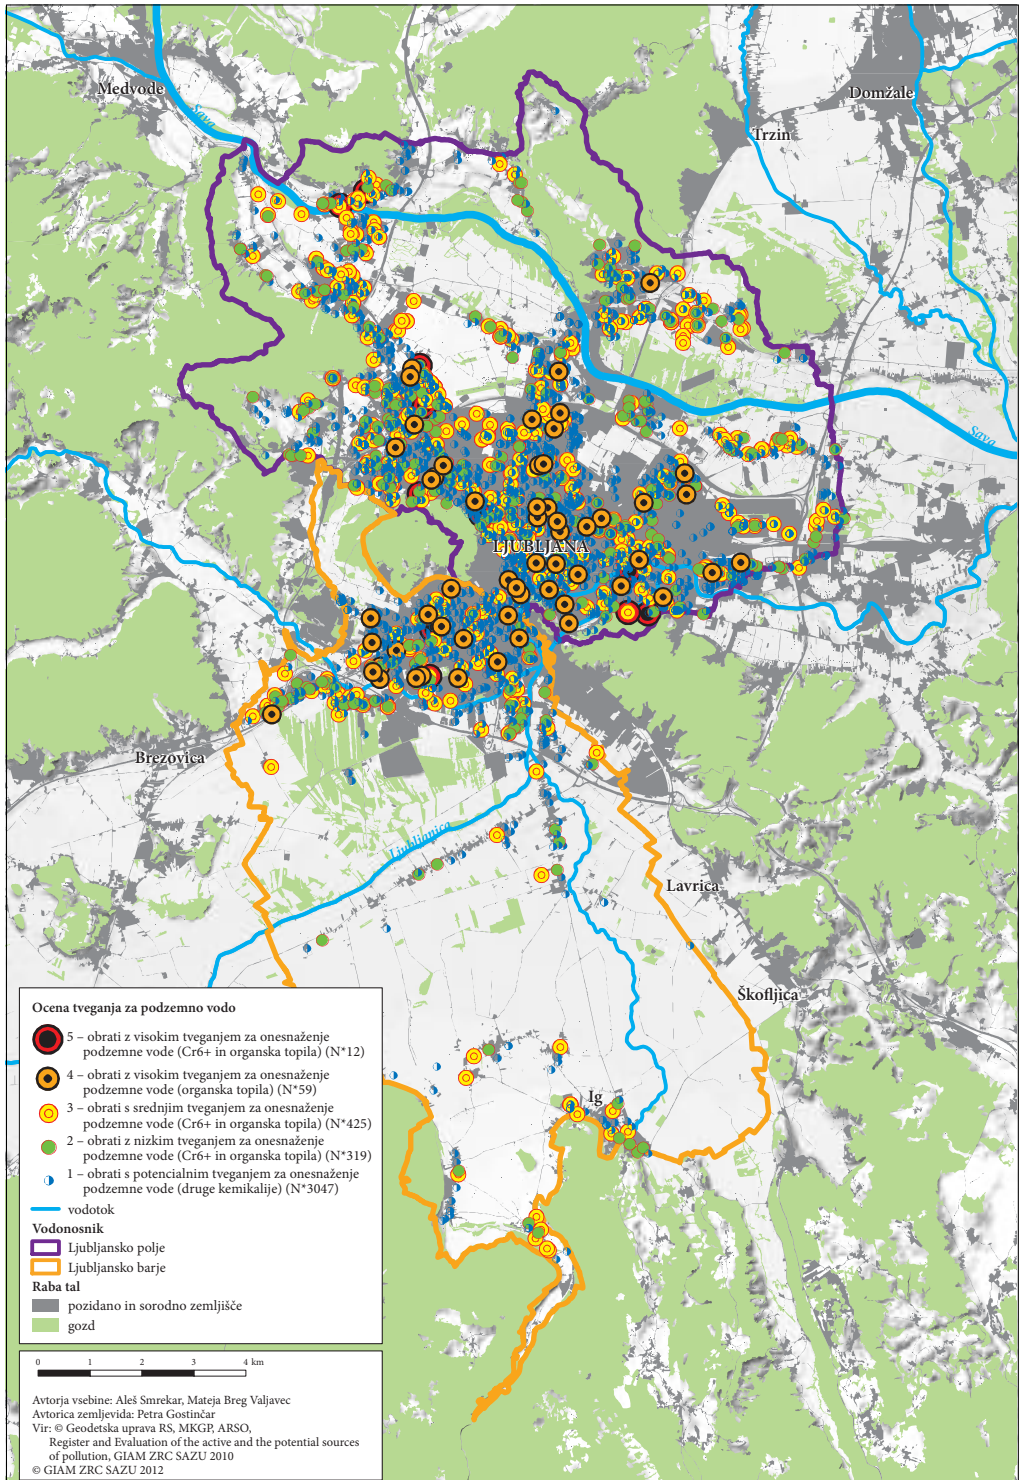 Medvode
Sava
Domžale
Trzin
Sava
LJUBLJANA
Brezovica
Ljubljanica
Lavrica
Škofljica
Ig
Ocena tveganja za podzemno vodo
5 – obrati z visokim tveganjem za onesnaženje
podzemne vode (Cr6+ in organska topila) (N*12)
4 – obrati z visokim tveganjem za onesnaženje
podzemne vode (organska topila) (N*59)
3 – obrati s srednjim tveganjem za onesnaženje
podzemne vode (Cr6+ in organska topila) (N*425)
2 – obrati z nizkim tveganjem za onesnaženje
podzemne vode (Cr6+ in organska topila) (N*319)
1 – obrati s potencialnim tveganjem za onesnaženje
podzemne vode (druge kemikalije) (N*3047)
vodotok
Vodonosnik
Ljubljansko polje
Ljubljansko barje
Raba tal
pozidano in sorodno zemljišče
gozd
0 1 2 3 4 km
Avtorja vsebine: Aleš Smrekar, Mateja Breg Valjavec
Avtorica zemljevida: Petra Gostinčar
Vir: © Geodetska uprava RS, MKGP, ARSO,
Register and Evaluation of the active and the potential sources
of pollution, GIAM ZRC SAZU 2010
© GIAM ZRC SAZU 2012